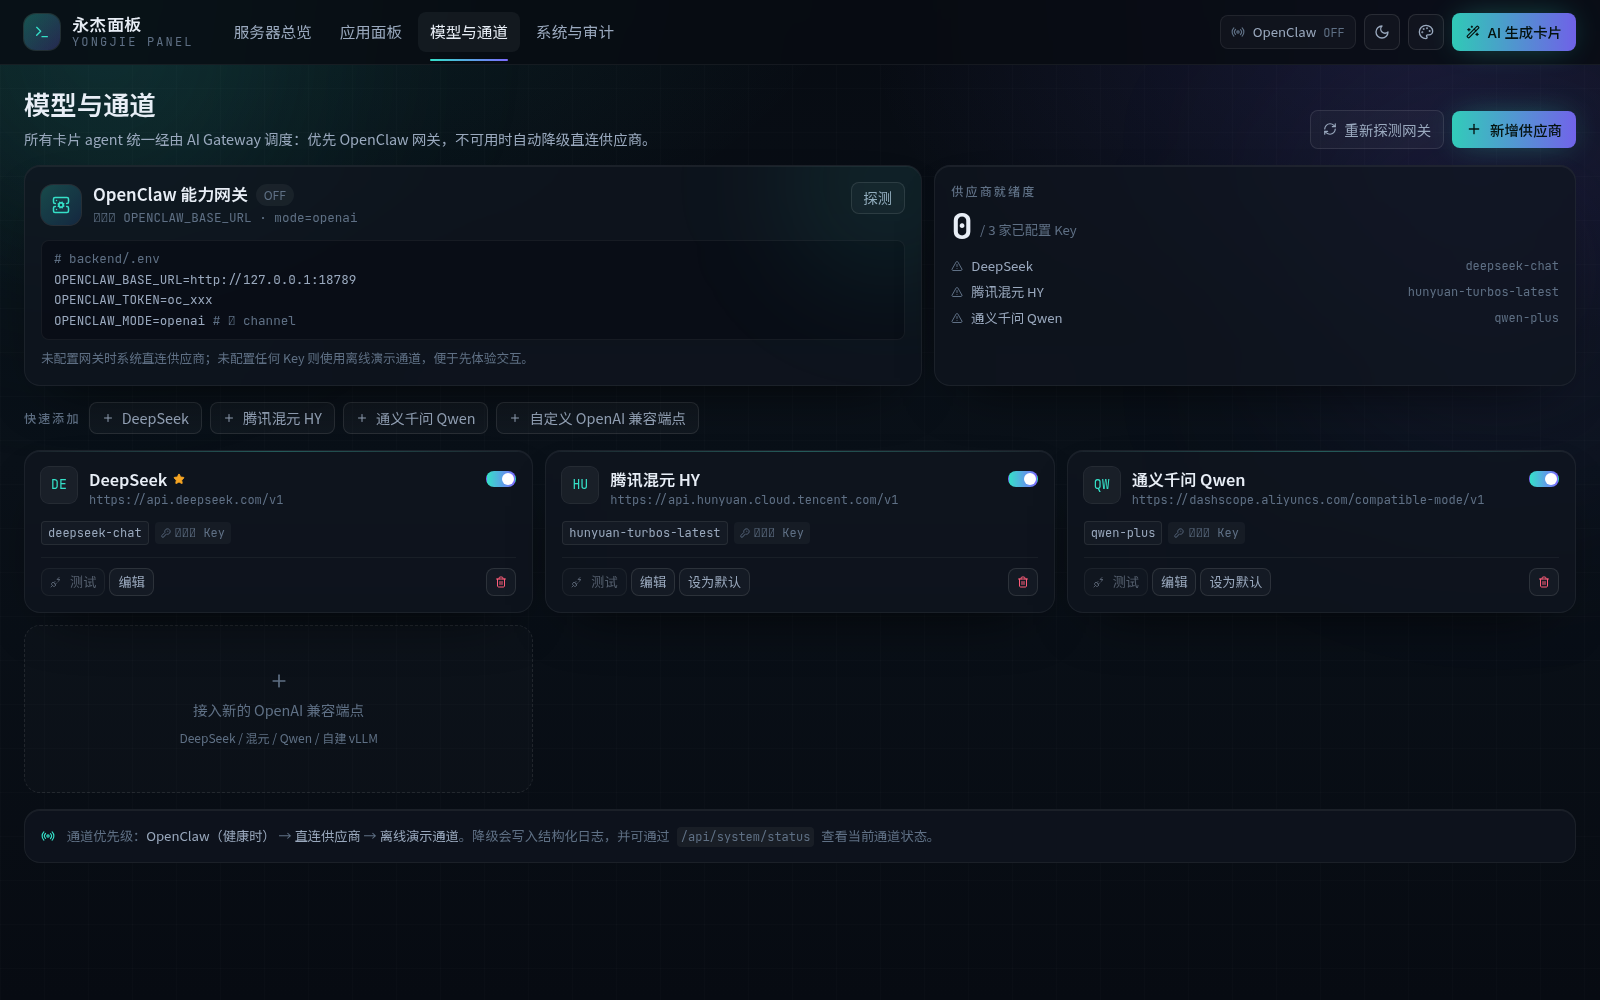 永杰面板
YONGJIE PANEL
服务器总览
应用面板
模型与通道
系统与审计
OpenClaw OFF
AI 生成卡片
模型与通道
所有卡片 agent 统一经由 AI Gateway 调度：优先 OpenClaw 网关，不可用时自动降级直连供应商。
重新探测网关
新增供应商
OpenClaw 能力网关 OFF
OPENCLAW_BASE_URL · mode=openai
探测
# backend/.env
OPENCLAW_BASE_URL=http://127.0.0.1:18789
OPENCLAW_TOKEN=oc_xxx
OPENCLAW_MODE=openai # channel
未配置网关时系统直连供应商；未配置任何 Key 则使用离线演示通道，便于先体验交互。
供应商就绪度
0 / 3 家已配置 Key
DeepSeek deepseek-chat
腾讯混元 HY hunyuan-turbos-latest
通义千问 Qwen qwen-plus
快速添加
DeepSeek
腾讯混元 HY
通义千问 Qwen
自定义 OpenAI 兼容端点
DE
DeepSeek
https://api.deepseek.com/v1
deepseek-chat
Key
测试
编辑
HU
腾讯混元 HY
https://api.hunyuan.cloud.tencent.com/v1
hunyuan-turbos-latest
Key
测试
编辑
设为默认
QW
通义千问 Qwen
https://dashscope.aliyuncs.com/compatible-mode/v1
qwen-plus
Key
测试
编辑
设为默认
接入新的 OpenAI 兼容端点
DeepSeek / 混元 / Qwen / 自建 vLLM
通道优先级：OpenClaw（健康时） → 直连供应商 → 离线演示通道。降级会写入结构化日志，并可通过 /api/system/status 查看当前通道状态。